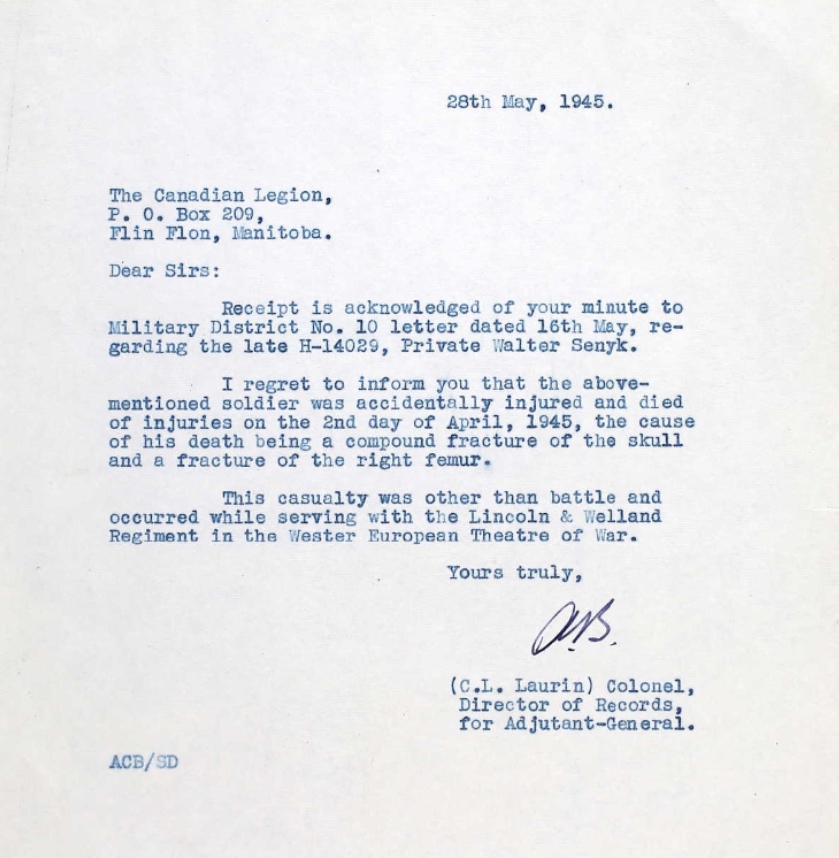 28th May, 1945.
The Canadian Legion,
P. O. Box 209,
Flin Flon, Manitoba.
Dear Sirs:
Receipt is acknowledged of your minute to
Military District No. 10 letter dated 16th May, re-
garding the late H-14029, Private Walter Senyk.
I regret to inform you that the above-
mentioned soldier was accidentally injured and died
of injuries on the 2nd day of April, 1945, the cause
of his death being a compound fracture of the skull
and a fracture of the right femur.
This casualty was other than battle and
occurred while serving with the Lincoln & Welland
Regiment in the Wester European Theatre of War.
Yours truly,
(C.L. Laurin) Colonel,
Director of Records,
for Adjutant-General.
ACB/SD